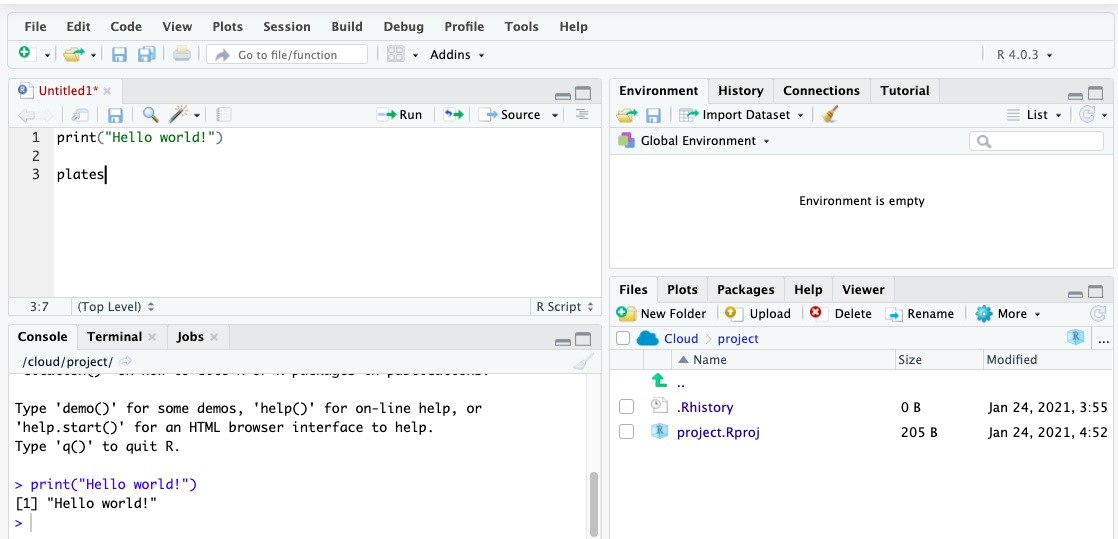 File Edit Code View Plots Session Build Debug Profile Tools Help
Go to file/function Addins R 4.0.3
Untitled1*
Run Source
1 print("Hello world!")
2
3 plates
3:7 (Top Level) R Script
Console Terminal Jobs
/cloud/project/
Type 'demo()' for some demos, 'help()' for on-line help, or
'help.start()' for an HTML browser interface to help.
Type 'q()' to quit R.
> print("Hello world!")
[1] "Hello world!"
>
Environment History Connections Tutorial
Import Dataset List
Global Environment
Environment is empty
Files Plots Packages Help Viewer
New Folder Upload Delete Rename More
Cloud project ...
Name Size Modified
..
.Rhistory 0 B Jan 24, 2021, 3:55
project.Rproj 205 B Jan 24, 2021, 4:52